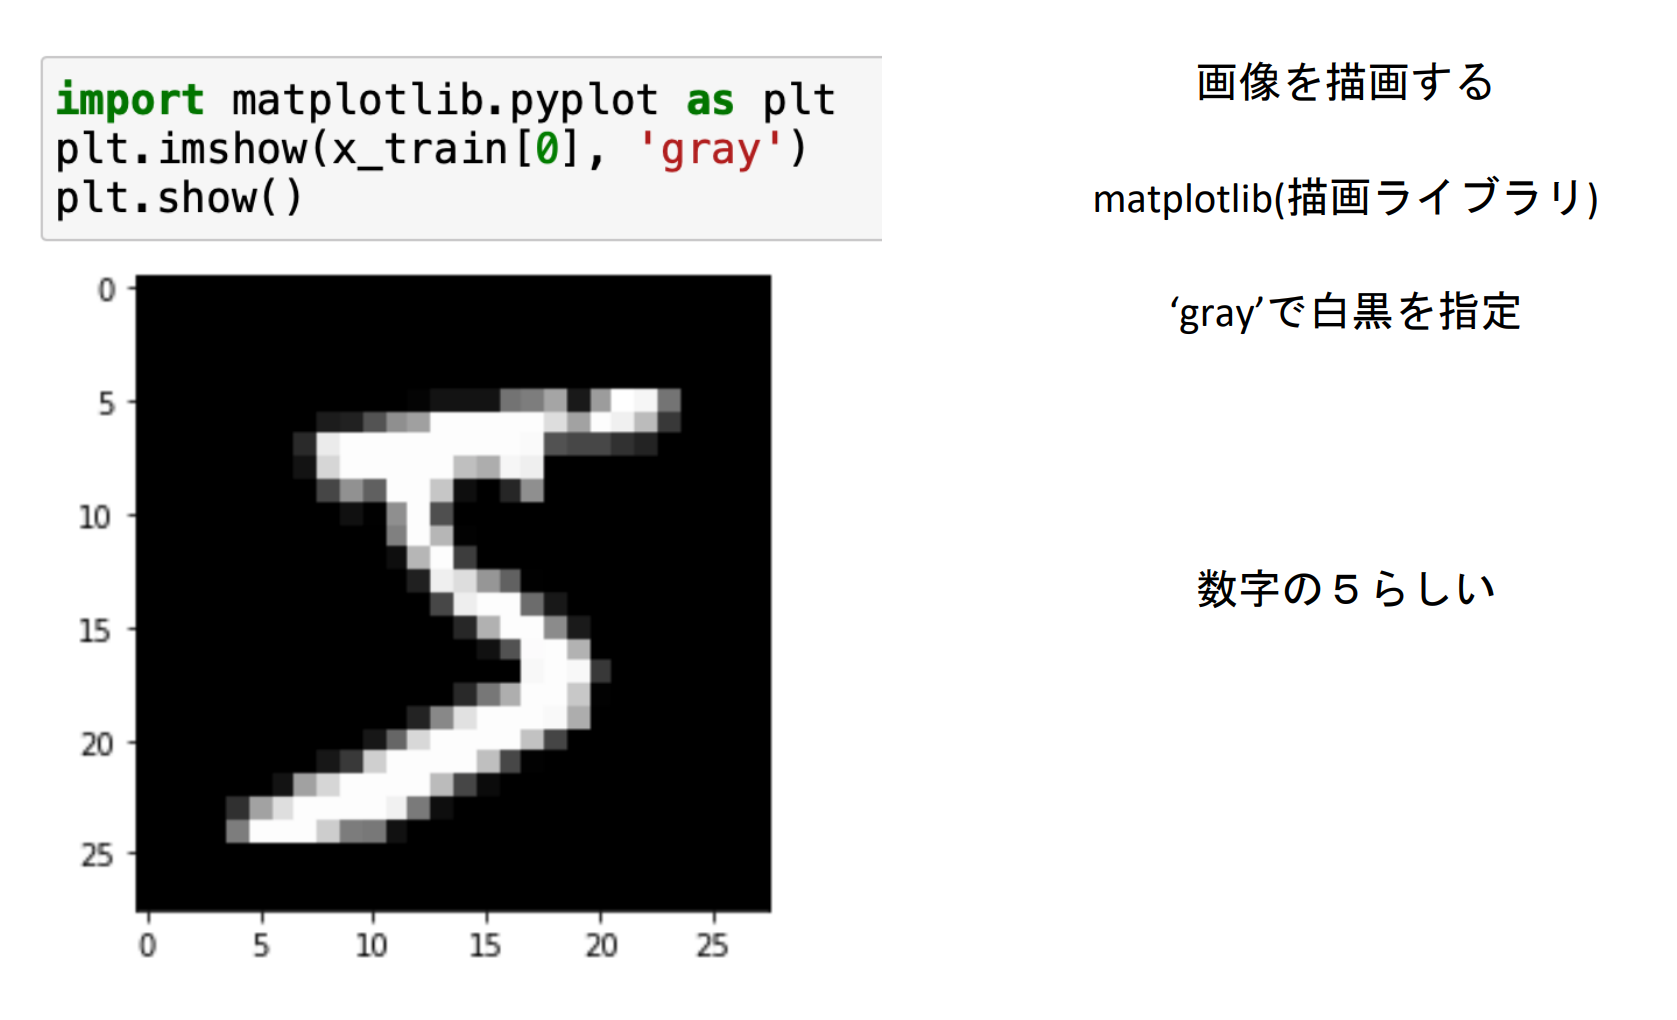 import matplotlib.pyplot as plt
plt.imshow(x_train[0], 'gray')
plt.show()
画像を描画する
matplotlib(描画ライブラリ)
‘gray’で白黒を指定
数字の５らしい
0
5
10
15
20
25
0 5 10 15 20 25